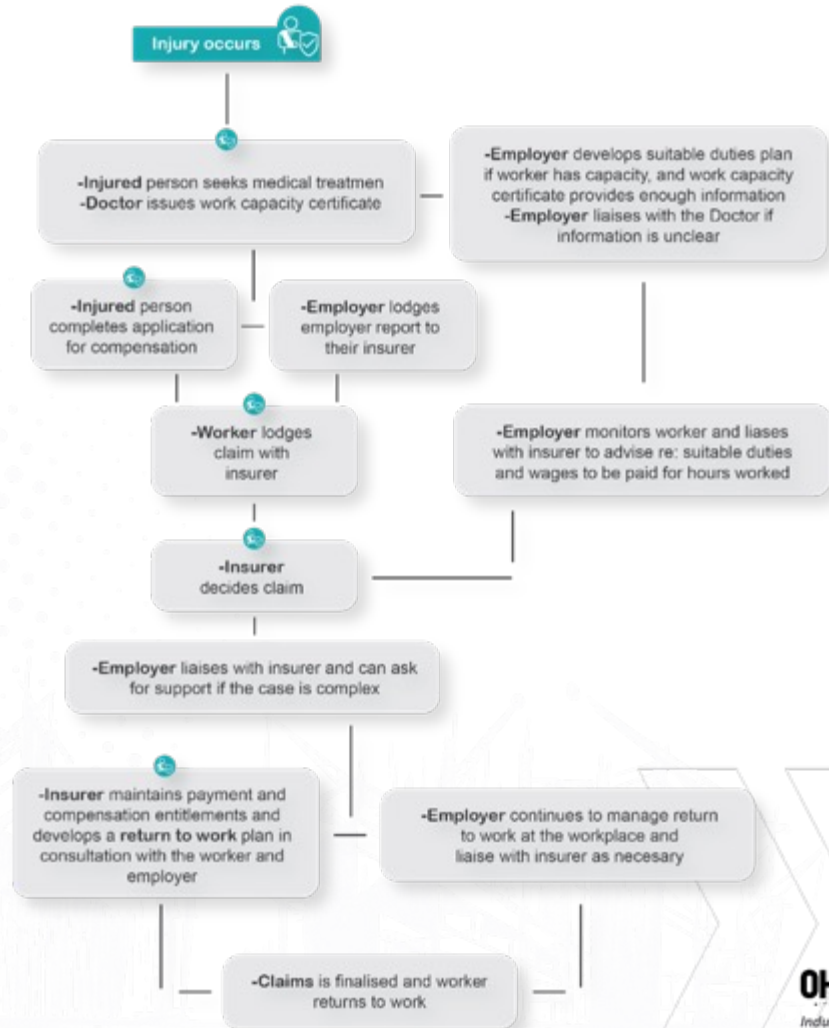 Injury occurs
-Injured person seeks medical treatmen
-Doctor issues work capacity certificate
-Employer develops suitable duties plan
if worker has capacity, and work capacity
certificate provides enough information
-Employer liaises with the Doctor if
information is unclear
-Injured person
completes application
for compensation
-Employer lodges
employer report to
their insurer
-Worker lodges
claim with
insurer
-Employer monitors worker and liases
with insurer to advise re: suitable duties
and wages to be paid for hours worked
-Insurer
decides claim
-Employer liaises with insurer and can ask
for support if the case is complex
-Insurer maintains payment and
compensation entitlements and
develops a return to work plan in
consultation with the worker and
employer
-Employer continues to manage return
to work at the workplace and
liaise with insurer as necesary
-Claims is finalised and worker
returns to work